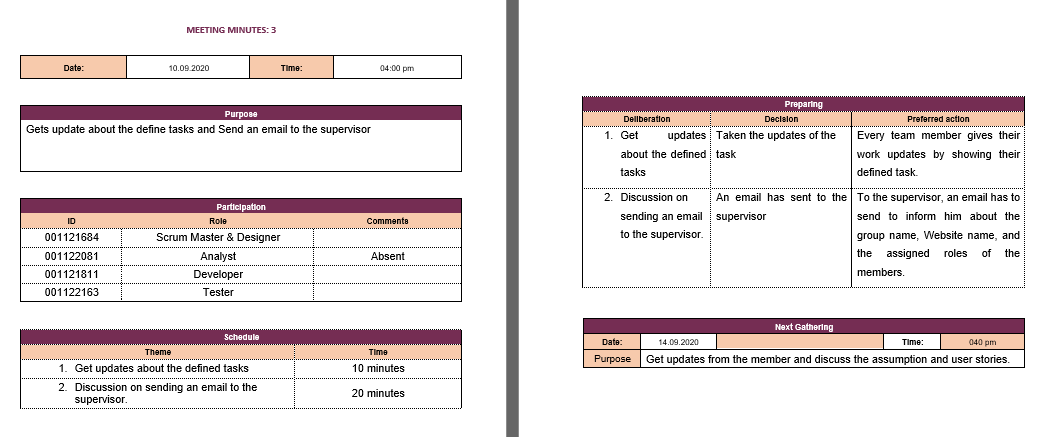 MEETING MINUTES: 3
Date: 10.09.2020 Time: 04:00 pm
Purpose
Gets update about the define tasks and Send an email to the supervisor
Participation
ID Role Comments
001121684 Scrum Master & Designer
001122081 Analyst Absent
001121811 Developer
001122163 Tester
Schedule
Theme Time
1. Get updates about the defined tasks 10 minutes
2. Discussion on sending an email to the
supervisor.
20 minutes
Preparing
Deliberation Decision Preferred action
1. Get updates
about the defined
tasks
Taken the updates of the
task
Every team member gives their
work updates by showing their
defined task.
2. Discussion on
sending an email
to the supervisor.
An email has sent to the
supervisor
To the supervisor, an email has to
send to inform him about the
group name, Website name, and
the assigned roles of the
members.
Next Gathering
Date: 14.09.2020 Time: 040 pm
Purpose Get updates from the member and discuss the assumption and user stories.